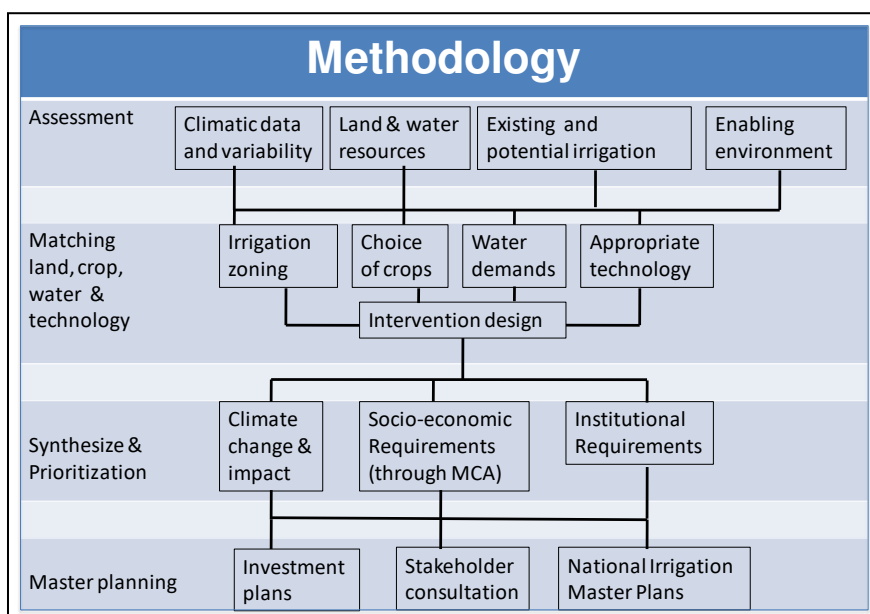 Methodology
Assessment
Climatic data
and variability
Land & water
resources
Existing and
potential irrigation
Enabling
environment
Matching
land, crop,
water &
technology
Irrigation
zoning
Choice
of crops
Water
demands
Appropriate
technology
Intervention design
Synthesize &
Prioritization
Climate
change &
impact
Socio-economic
Requirements
(through MCA)
Institutional
Requirements
Master planning
Investment
plans
Stakeholder
consultation
National Irrigation
Master Plans